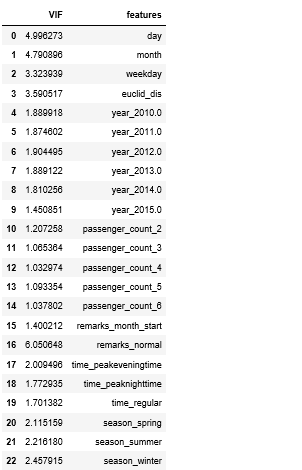 VIF features
0 4.996273 day
1 4.790896 month
2 3.323939 weekday
3 3.590517 euclid_dis
4 1.889918 year_2010.0
5 1.874602 year_2011.0
6 1.904495 year_2012.0
7 1.889122 year_2013.0
8 1.810256 year_2014.0
9 1.450851 year_2015.0
10 1.207258 passenger_count_2
11 1.065364 passenger_count_3
12 1.032974 passenger_count_4
13 1.093354 passenger_count_5
14 1.037802 passenger_count_6
15 1.400212 remarks_month_start
16 6.050648 remarks_normal
17 2.009496 time_peakeveningtime
18 1.772935 time_peaknighttime
19 1.701382 time_regular
20 2.115159 season_spring
21 2.216180 season_summer
22 2.457915 season_winter